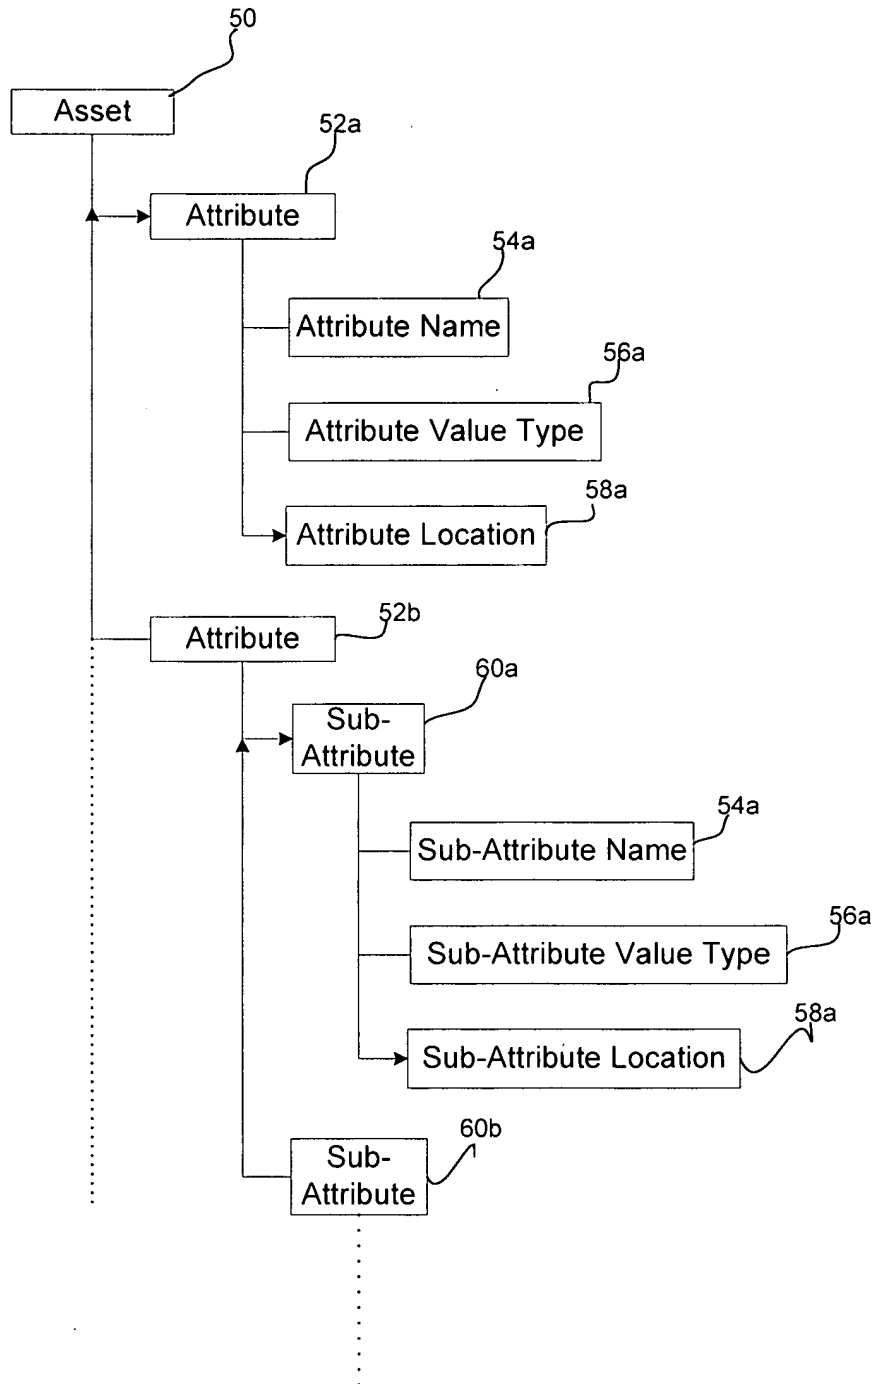 50
Asset
52a
Attribute
54a
Attribute Name
56a
Attribute Value Type
58a
Attribute Location
52b
Attribute
60a
Sub-
Attribute
54a
Sub-Attribute Name
56a
Sub-Attribute Value Type
58a
Sub-Attribute Location
60b
Sub-
Attribute